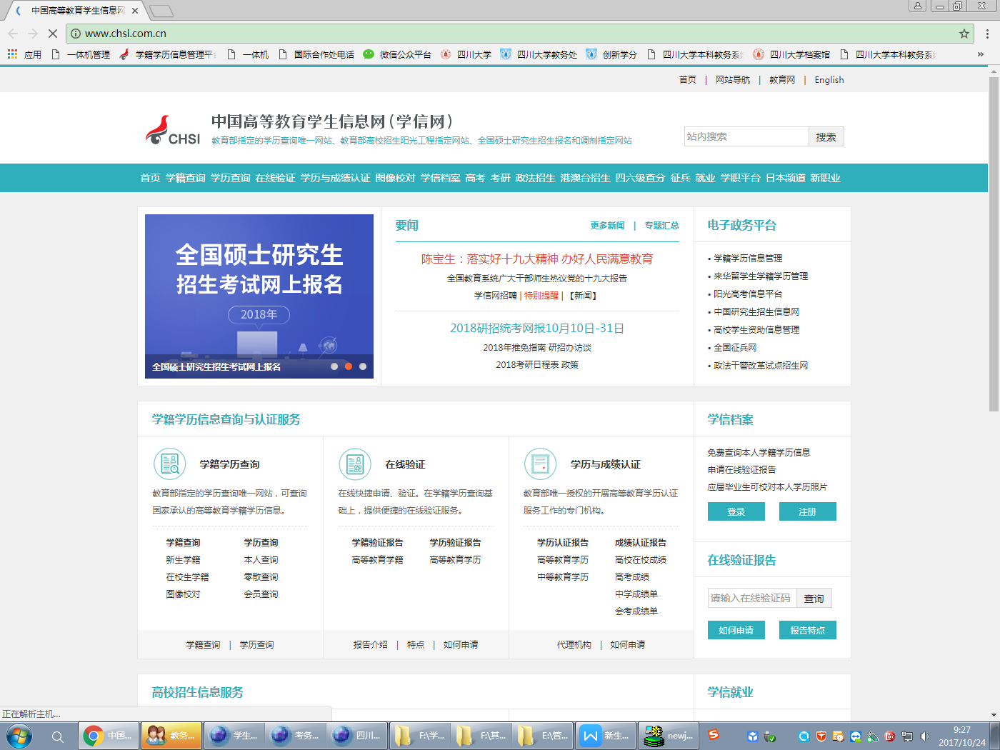 中国高等教育学生信息网
www.chsi.com.cn
应用 一体机管理 学籍学历信息管理平台 一体机 国际合作处电话 微信公众平台 四川大学 四川大学教务处 创新学分 四川大学本科教务系 四川大学档案馆 四川大学本科教务系 »
首页 | 网站导航 | 教育网 | English
中国高等教育学生信息网(学信网)
CHSI
教育部指定的学历查询唯一网站、教育部高校招生阳光工程指定网站、全国硕士研究生招生报名和调剂指定网站
站内搜索 搜索
首页 学籍查询 学历查询 在线验证 学历与成绩认证 图像校对 学信档案 高考 考研 政法招生 港澳台招生 四六级查分 征兵 就业 学职平台 日本频道 新职业
全国硕士研究生
招生考试网上报名
2018年
全国硕士研究生招生考试网上报名
要闻 更多新闻 | 专题汇总
陈宝生：落实好十九大精神 办好人民满意教育
全国教育系统广大干部师生热议党的十九大报告
学信网招聘 | 特别提醒 | 【新闻】
2018研招统考网报10月10日-31日
2018年推免指南 研招办访谈
2018考研日程表 政策
电子政务平台
• 学籍学历信息管理
• 来华留学生学籍学历管理
• 阳光高考信息平台
• 中国研究生招生信息网
• 高校学生资助信息管理
• 全国征兵网
• 政法干警改革试点招生网
学籍学历信息查询与认证服务
学籍学历查询
教育部指定的学历查询唯一网站，可查询
国家承认的高等教育学籍学历信息。
学籍查询 学历查询
新生学籍 本人查询
在校生学籍 零散查询
图像校对 会员查询
学籍查询 | 学历查询
在线验证
在线快捷申请、验证。在学籍学历查询基
础上，提供便捷的在线验证服务。
学籍验证报告 学历验证报告
高等教育学籍 高等教育学历
报告介绍 | 特点 | 如何申请
学历与成绩认证
教育部唯一授权的开展高等教育学历认证
服务工作的专门机构。
学历认证报告 成绩认证报告
高等教育学历 高校在校成绩
中等教育学历 高考成绩
中学成绩单
会考成绩单
代理机构 | 如何申请
学信档案
免费查询本人学籍学历信息
申请在线验证报告
应届毕业生可校对本人学历照片
登录 注册
在线验证报告
请输入在线验证码 查询
如何申请 报告特点
高校招生信息服务
学信就业
正在解析主机...
中国... 教务... 学生... 考务... 四川... F:\学... F:\其... E:\管... 新生... newj...
9:27
2017/10/24